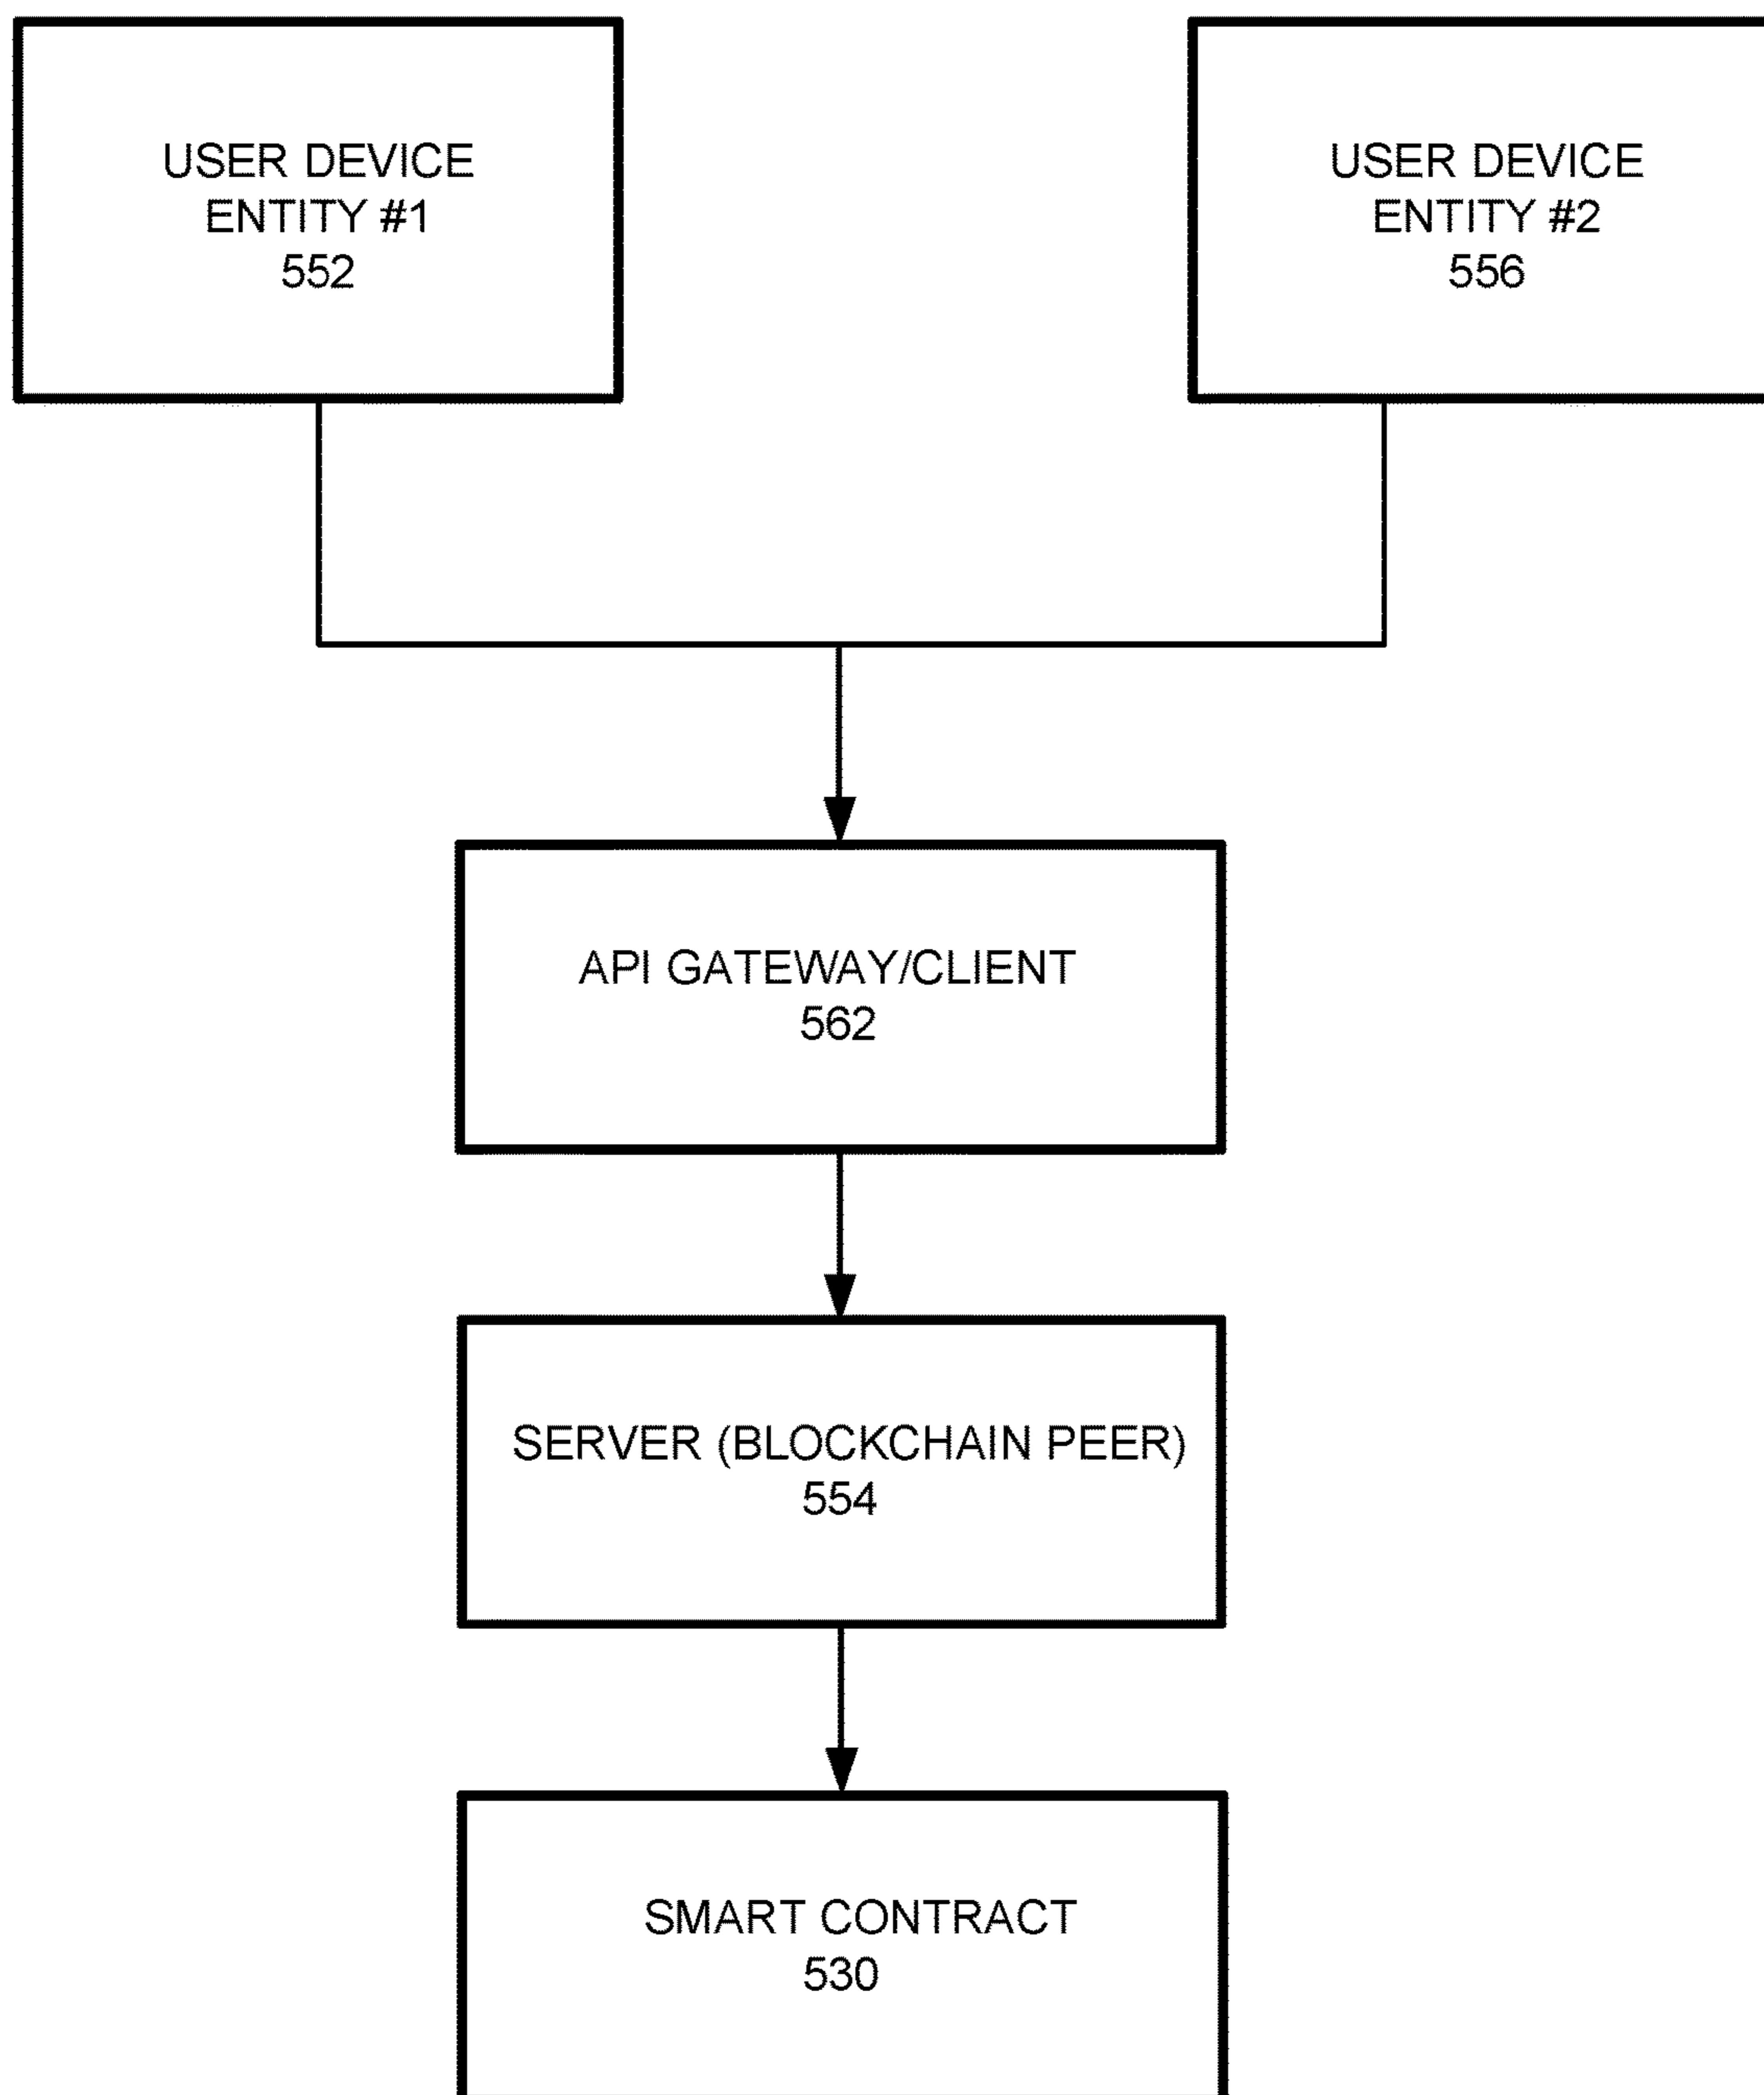 USER DEVICE
ENTITY #1
552
USER DEVICE
ENTITY #2
556
API GATEWAY/CLIENT
562
SERVER (BLOCKCHAIN PEER)
554
SMART CONTRACT
530